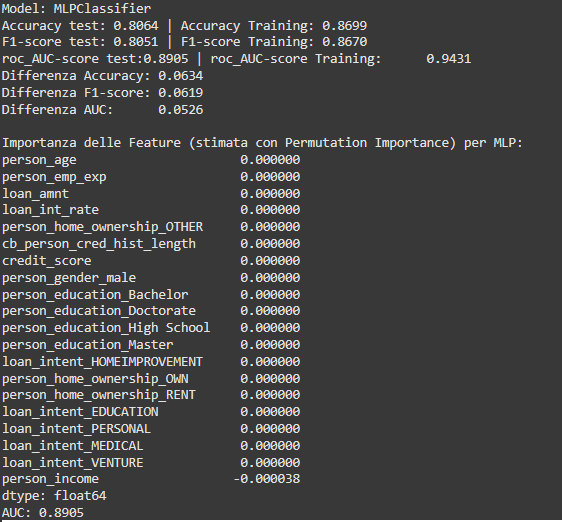 Model: MLPClassifier
Accuracy test: 0.8064 | Accuracy Training: 0.8699
F1-score test: 0.8051 | F1-score Training: 0.8670
roc_AUC-score test:0.8905 | roc_AUC-score Training: 0.9431
Differenza Accuracy: 0.0634
Differenza F1-score: 0.0619
Differenza AUC: 0.0526
Importanza delle Feature (stimata con Permutation Importance) per MLP:
person_age 0.000000
person_emp_exp 0.000000
loan_amnt 0.000000
loan_int_rate 0.000000
person_home_ownership_OTHER 0.000000
cb_person_cred_hist_length 0.000000
credit_score 0.000000
person_gender_male 0.000000
person_education_Bachelor 0.000000
person_education_Doctorate 0.000000
person_education_High School 0.000000
person_education_Master 0.000000
loan_intent_HOMEIMPROVEMENT 0.000000
person_home_ownership_OWN 0.000000
person_home_ownership_RENT 0.000000
loan_intent_EDUCATION 0.000000
loan_intent_PERSONAL 0.000000
loan_intent_MEDICAL 0.000000
loan_intent_VENTURE 0.000000
person_income -0.000038
dtype: float64
AUC: 0.8905